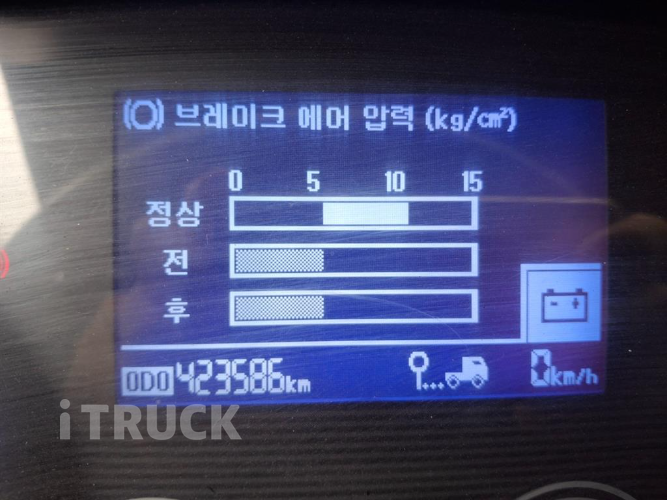 브레이크 에어 압력 (kg/㎠)
0 5 10 15
정상
전
후
ODO 423586km 0km/h
iTRUCK